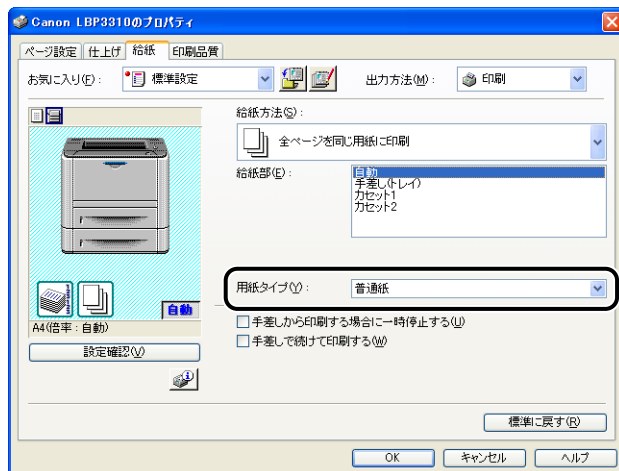 Canon LBP3310のプロパティ
ページ設定 仕上げ 給紙 印刷品質
お気に入り(F): 標準設定 出力方法(M): 印刷
給紙方法(S):
全ページを同じ用紙に印刷
給紙部(E):
自動
手差し(トレイ)
カセット1
カセット2
用紙タイプ(Y): 普通紙
自動
A4(倍率:自動)
手差しから印刷する場合に一時停止する(U)
手差しで続けて印刷する(W)
設定確認(V)
標準に戻す(R)
OK キャンセル ヘルプ